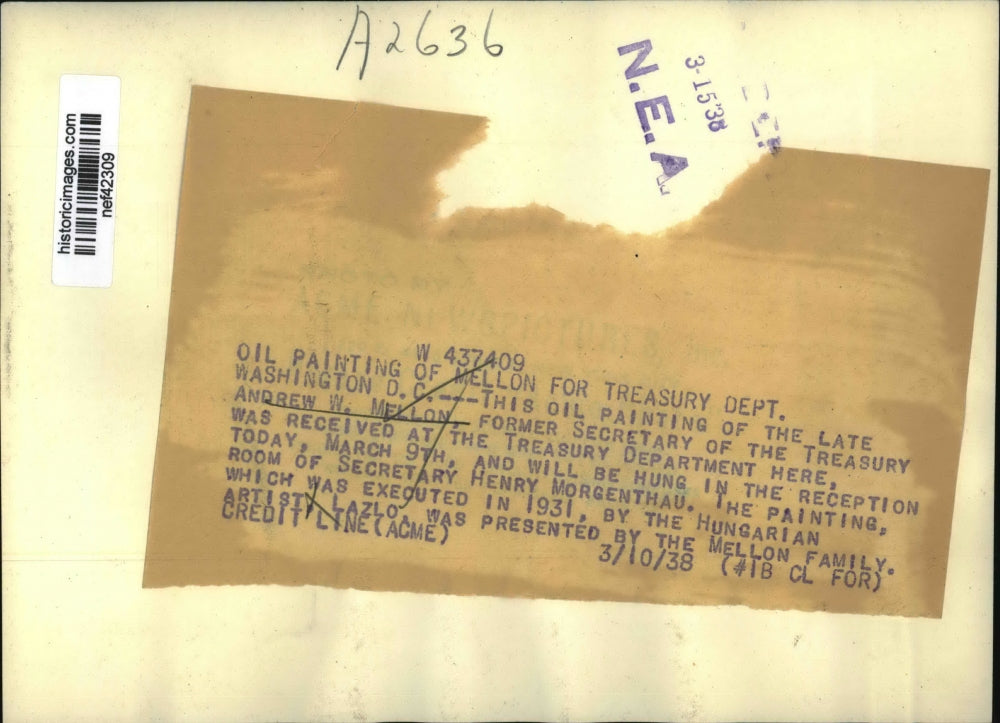 A2636
N.E.A
3-15 38
historicimages.com
nef42309
W 437409
OIL PAINTING OF MELLON FOR TREASURY DEPT.
WASHINGTON D.C.---THIS OIL PAINTING OF THE LATE
ANDREW W. MELLON, FORMER SECRETARY OF THE TREASURY
WAS RECEIVED AT THE TREASURY DEPARTMENT HERE,
TODAY, MARCH 9TH, AND WILL BE HUNG IN THE RECEPTION
ROOM OF SECRETARY HENRY MORGENTHAU. THE PAINTING,
WHICH WAS EXECUTED IN 1931, BY THE HUNGARIAN
ARTIST, LAZLO, WAS PRESENTED BY THE MELLON FAMILY.
CREDIT LINE (ACME) 3/10/38 (#1B CL FOR)